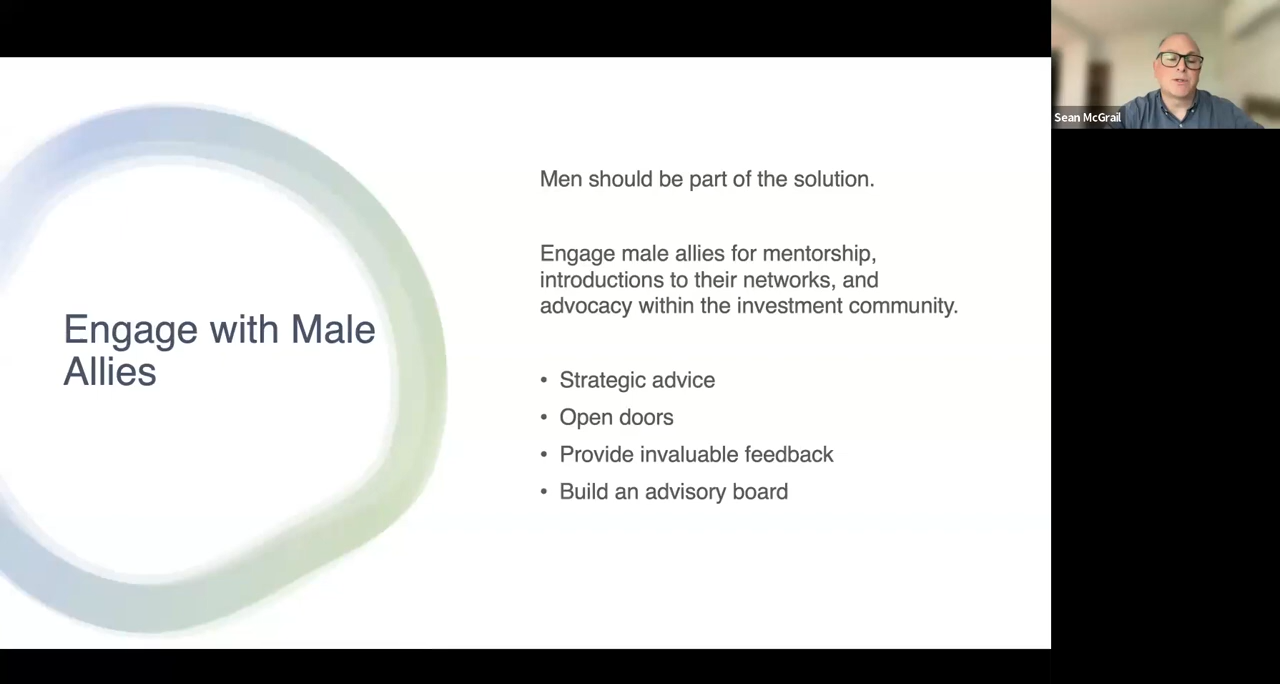 Engage with Male
Allies
Men should be part of the solution.
Engage male allies for mentorship,
introductions to their networks, and
advocacy within the investment community.
• Strategic advice
• Open doors
• Provide invaluable feedback
• Build an advisory board
Sean McGrail